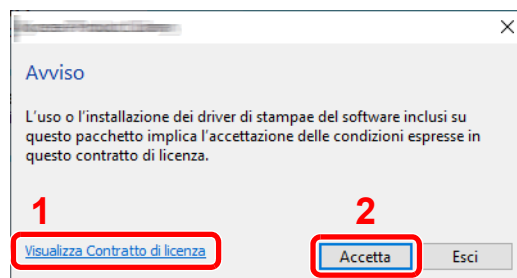 Avviso
L'uso o l'installazione dei driver di stampae del software inclusi su
questo pacchetto implica l'accettazione delle condizioni espresse in
questo contratto di licenza.
1
2
Visualizza Contratto di licenza
Accetta
Esci